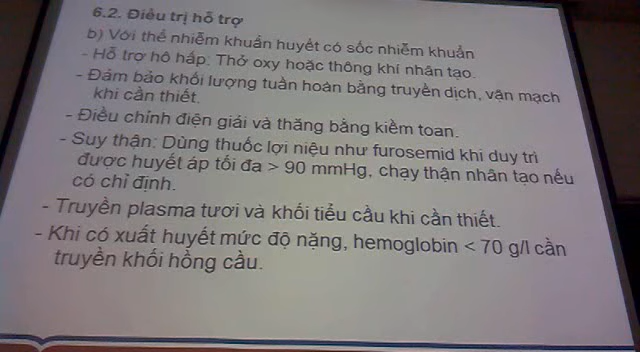 6.2. Điều trị hỗ trợ
b) Với thể nhiễm khuẩn huyết có sốc nhiễm khuẩn
- Hỗ trợ hô hấp: Thở oxy hoặc thông khí nhân tạo.
- Đảm bảo khối lượng tuần hoàn bằng truyền dịch, vận mạch
khi cần thiết.
- Điều chỉnh điện giải và thăng bằng kiềm toan.
- Suy thận: Dùng thuốc lợi niệu như furosemid khi duy trì
được huyết áp tối đa > 90 mmHg, chạy thận nhân tạo nếu
có chỉ định.
- Truyền plasma tươi và khối tiểu cầu khi cần thiết.
- Khi có xuất huyết mức độ nặng, hemoglobin < 70 g/l cần
truyền khối hồng cầu.